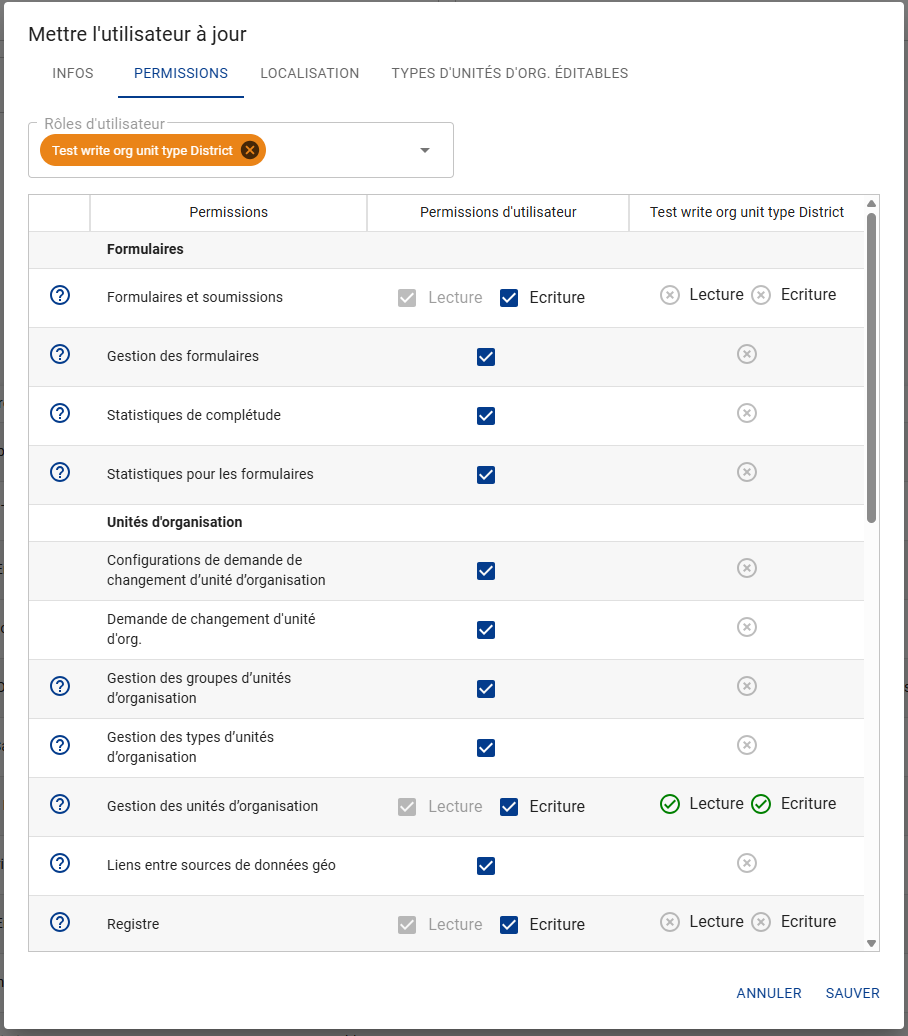 Mettre l'utilisateur à jour
INFOS PERMISSIONS LOCALISATION TYPES D'UNITÉS D'ORG. ÉDITABLES
Rôles d'utilisateur
Test write org unit type District
Permissions Permissions d'utilisateur Test write org unit type District
Formulaires
Formulaires et soumissions Lecture Ecriture Lecture Ecriture
Gestion des formulaires
Statistiques de complétude
Statistiques pour les formulaires
Unités d'organisation
Configurations de demande de
changement d’unité d’organisation
Demande de changement d'unité
d'org.
Gestion des groupes d’unités
d’organisation
Gestion des types d’unités
d’organisation
Gestion des unités d’organisation Lecture Ecriture Lecture Ecriture
Liens entre sources de données géo
Registre Lecture Ecriture Lecture Ecriture
ANNULER SAUVER